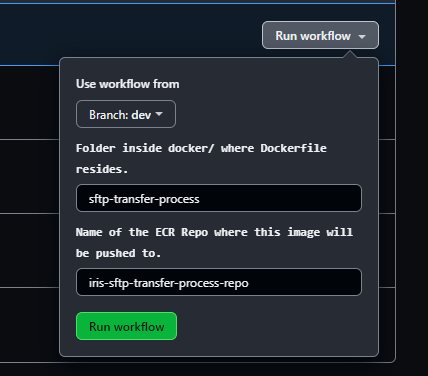 Run workflow
Use workflow from
Branch: dev
Folder inside docker/ where Dockerfile
resides.
sftp-transfer-process
Name of the ECR Repo where this image will
be pushed to.
iris-sftp-transfer-process-repo
Run workflow